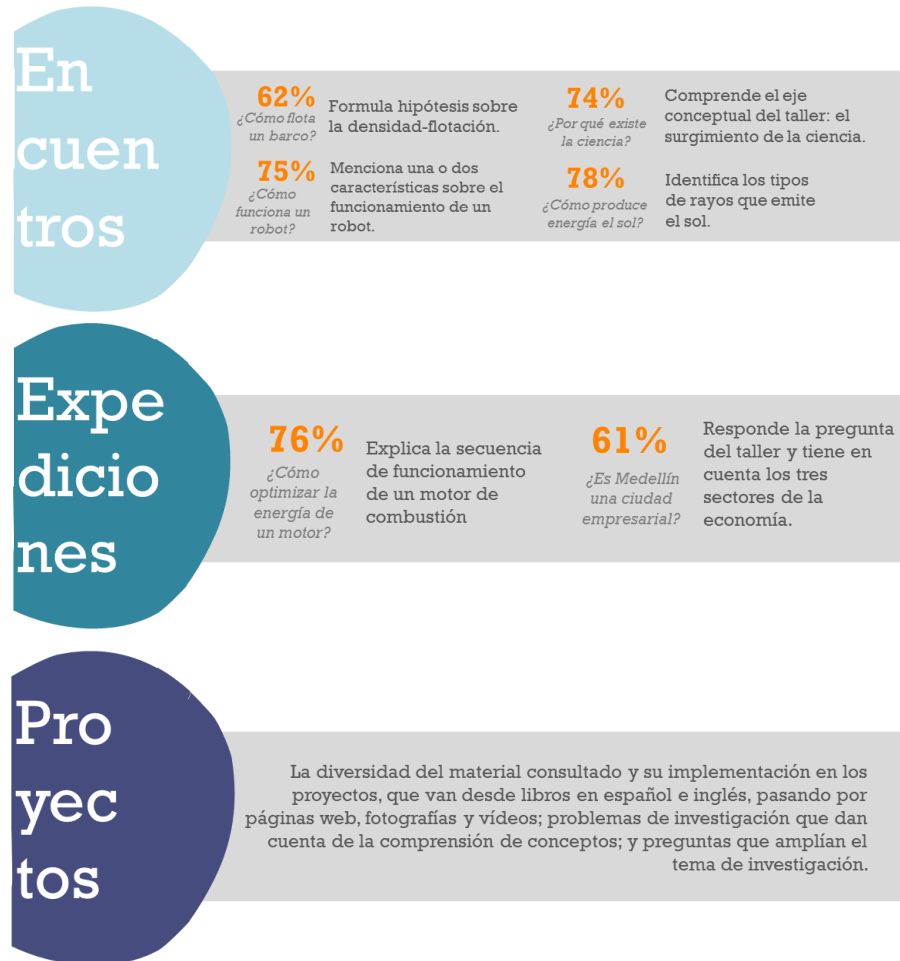 En
cuen
tros
62%
¿Cómo flota
un barco?
Formula hipótesis sobre
la densidad-flotación.
74%
¿Por qué existe
la ciencia?
Comprende el eje
conceptual del taller: el
surgimiento de la ciencia.
75%
¿Cómo
funciona un
robot?
Menciona una o dos
características sobre el
funcionamiento de un
robot.
78%
¿Cómo produce
energía el sol?
Identifica los tipos
de rayos que emite
el sol.
Expe
dicio
nes
76%
¿Cómo
optimizar la
energía de
un motor?
Explica la secuencia
de funcionamiento
de un motor de
combustión
61%
¿Es Medellín
una ciudad
empresarial?
Responde la pregunta
del taller y tiene en
cuenta los tres
sectores de la
economía.
Pro
yec
tos
La diversidad del material consultado y su implementación en los
proyectos, que van desde libros en español e inglés, pasando por
páginas web, fotografías y vídeos; problemas de investigación que dan
cuenta de la comprensión de conceptos; y preguntas que amplían el
tema de investigación.